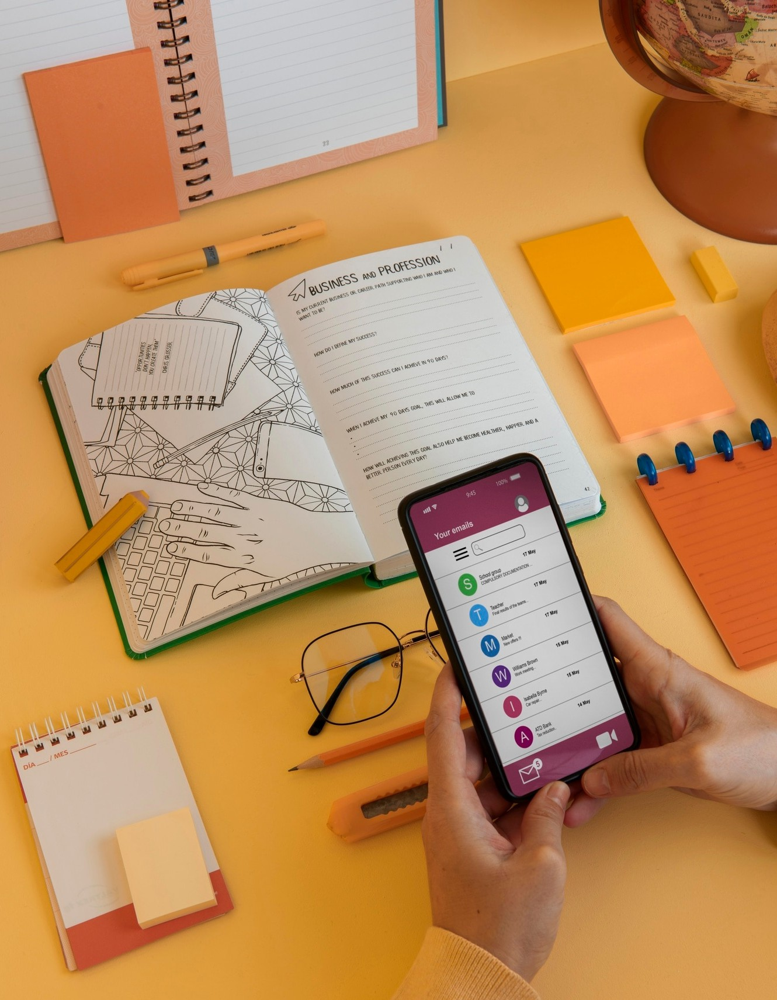 33
SAUDITA
OMÁN
BUSINESS AND PROFESSION
/ /
IS MY CURRENT BUSINESS OR CAREER PATH SUPPORTING WHO I AM AND WHO I
WANT TO BE?
HOW DO I DEFINE MY SUCCESS?
HOW MUCH OF THIS SUCCESS CAN I ACHIEVE IN 90 DAYS?
WHEN I ACHIEVE MY 90 DAYS GOAL, THIS WILL ALLOW ME TO
HOW WILL ACHIEVING THIS GOAL ALSO HELP ME BECOME HEALTHIER, HAPPIER, AND A
BETTER PERSON EVERY DAY?
42
"OPPORTUNITIES
DON'T HAPPEN,
YOU CREATE THEM"
CHRIS GROSSER
9:45
100%
Your emails
17 May
S
School group
COMPULSORY DOCUMENTATION...
17 May
T
Teacher
Final results of the teams...
17 May
M
Market
New offers !!!
15 May
W
Williams Brown
Work meeting...
15 May
I
Isabella Byrne
Car repair...
14 May
A
ATD Bank
Tax reduction.
5
DÍA ___ / MES ______